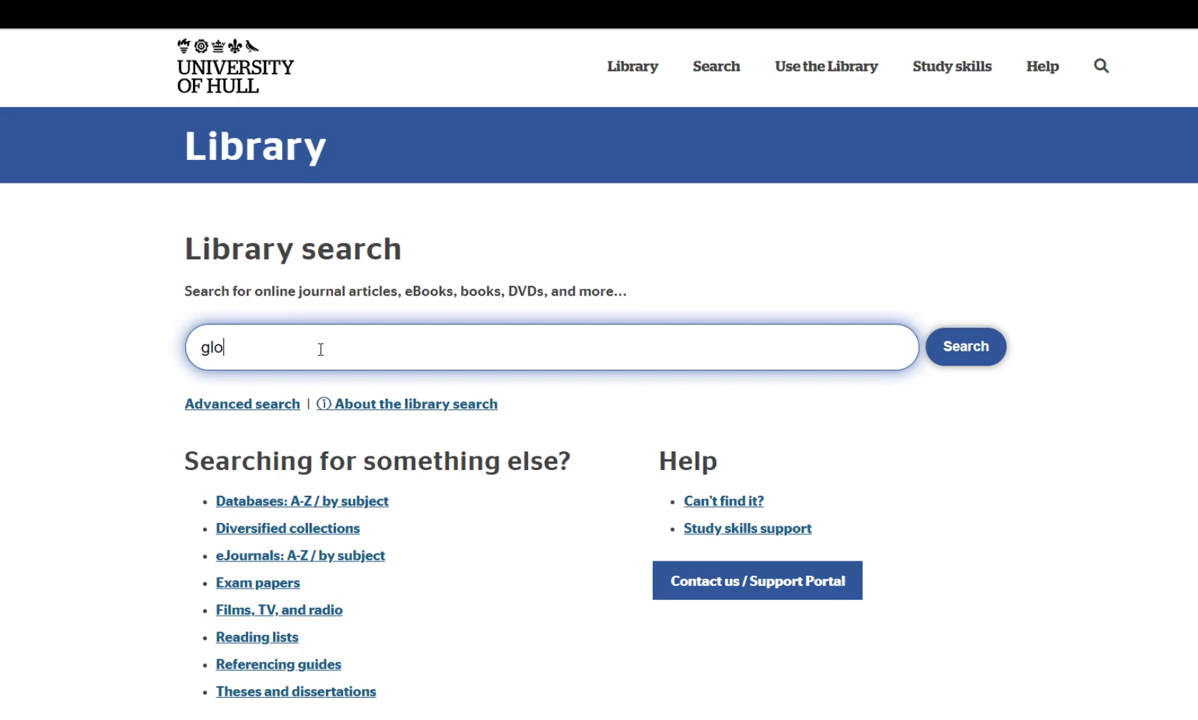 UNIVERSITY
OF HULL
Library
Search
Use the Library
Study skills
Help
Library
Library search
Search for online journal articles, eBooks, books, DVDs, and more...
glo
Search
Advanced search | ⓘ About the library search
Searching for something else?
• Databases: A-Z / by subject
• Diversified collections
• eJournals: A-Z / by subject
• Exam papers
• Films, TV, and radio
• Reading lists
• Referencing guides
• Theses and dissertations
Help
• Can't find it?
• Study skills support
Contact us / Support Portal